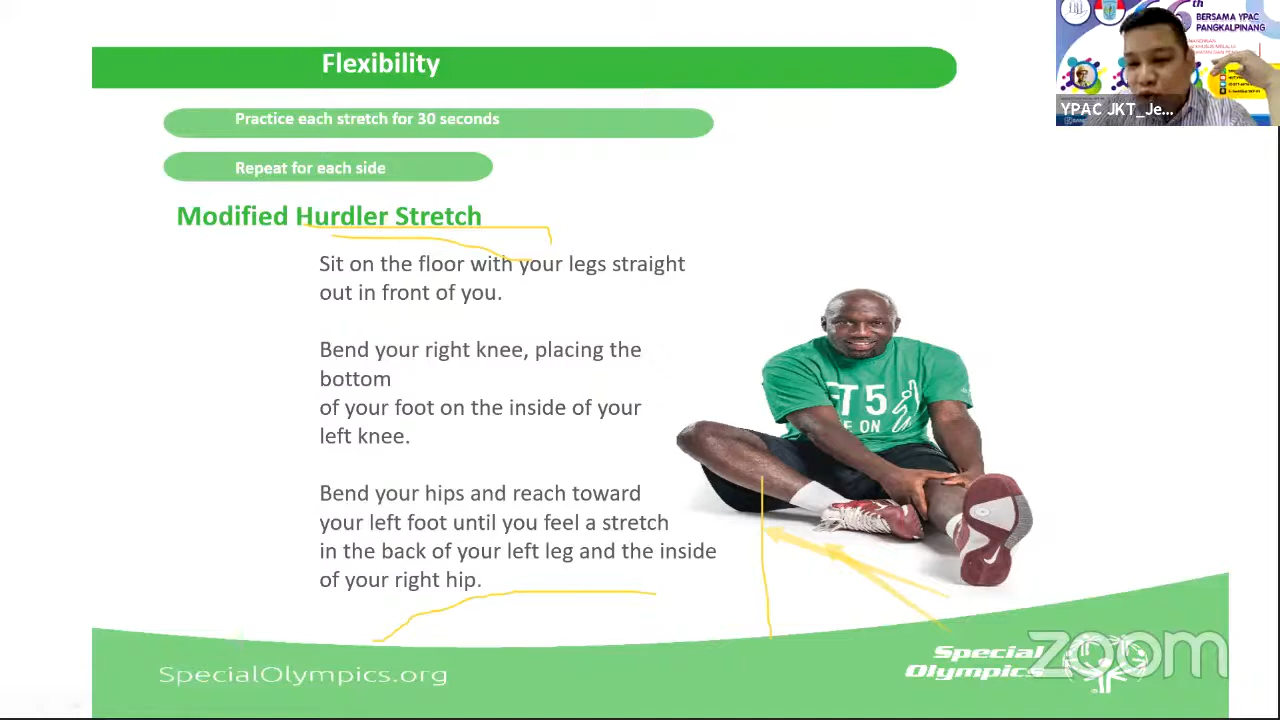 Flexibility
Practice each stretch for 30 seconds
Repeat for each side
Modified Hurdler Stretch
Sit on the floor with your legs straight
out in front of you.
Bend your right knee, placing the
bottom
of your foot on the inside of your
left knee.
Bend your hips and reach toward
your left foot until you feel a stretch
in the back of your left leg and the inside
of your right hip.
SpecialOlympics.org
Special
Olympics
zoom
th
BERSAMA YPAC
PANGKALPINANG
YPAC JKT_Je...